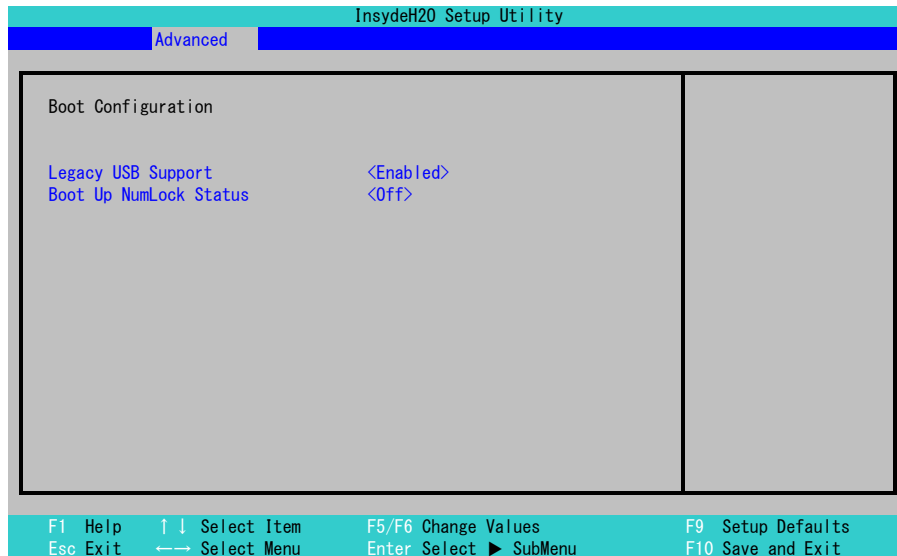 InsydeH2O Setup Utility
Advanced
Boot Configuration
Legacy USB Support <Enabled>
Boot Up NumLock Status <Off>
F1 Help ↑↓ Select Item F5/F6 Change Values F9 Setup Defaults
Esc Exit ←→ Select Menu Enter Select ▶ SubMenu F10 Save and Exit